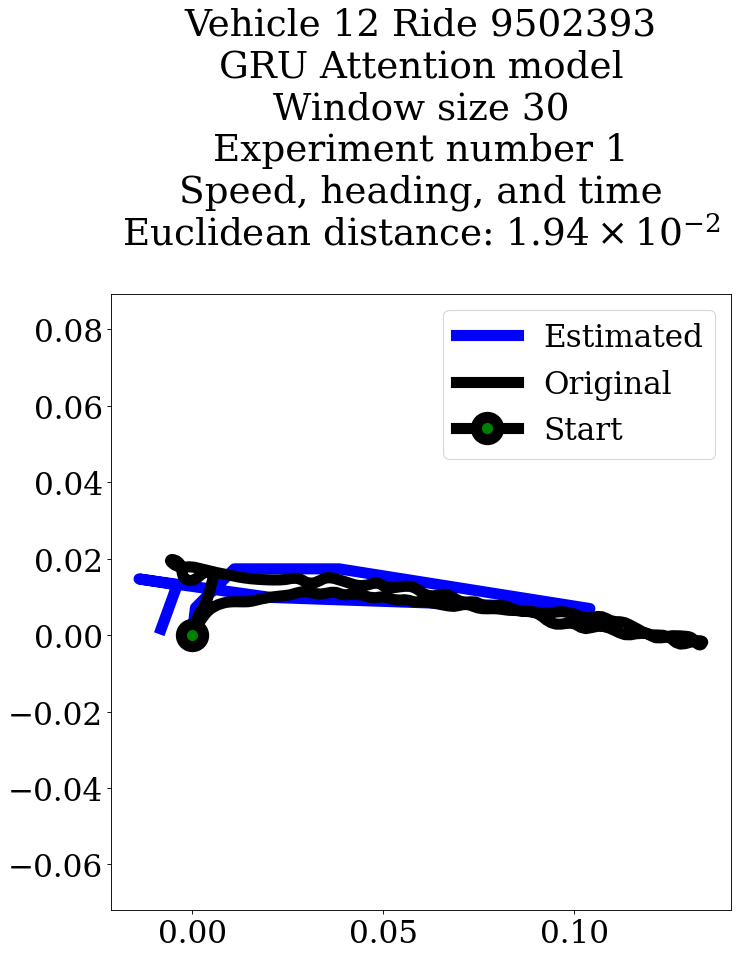 Vehicle 12 Ride 9502393
GRU Attention model
Window size 30
Experiment number 1
Speed, heading, and time
Euclidean distance: 1.94 × 10⁻²
Estimated
Original
Start
0.08
0.06
0.04
0.02
0.00
−0.02
−0.04
−0.06
0.00 0.05 0.10